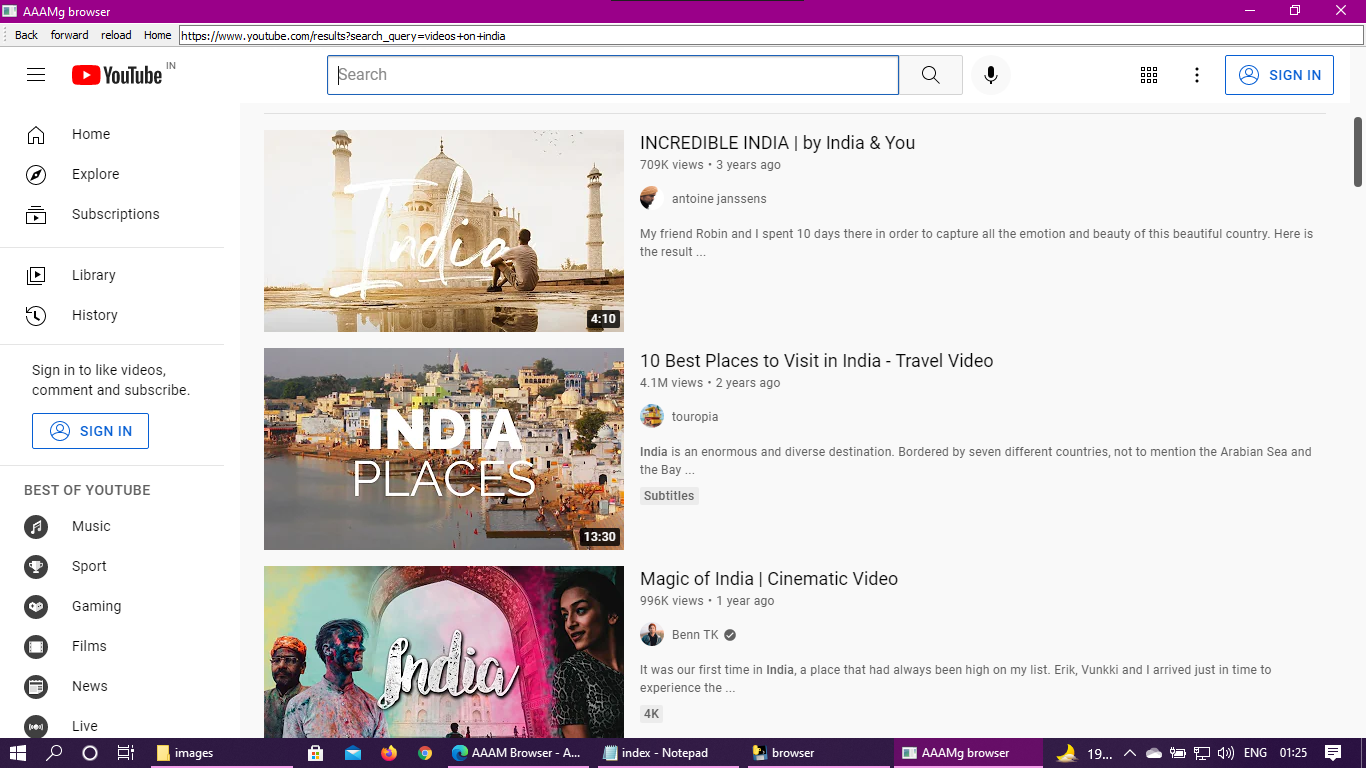 AAAMg browser
Back forward reload Home https://www.youtube.com/results?search_query=videos+on+india
YouTube IN
Search
SIGN IN
Home
Explore
Subscriptions
Library
History
Sign in to like videos,
comment and subscribe.
SIGN IN
BEST OF YOUTUBE
Music
Sport
Gaming
Films
News
Live
India
4:10
INCREDIBLE INDIA | by India & You
709K views • 3 years ago
antoine janssens
My friend Robin and I spent 10 days there in order to capture all the emotion and beauty of this beautiful country. Here is
the result ...
INDIA
PLACES
13:30
10 Best Places to Visit in India - Travel Video
4.1M views • 2 years ago
touropia
India is an enormous and diverse destination. Bordered by seven different countries, not to mention the Arabian Sea and
the Bay ...
Subtitles
India
Magic of India | Cinematic Video
996K views • 1 year ago
Benn TK
It was our first time in India, a place that had always been high on my list. Erik, Vunkki and I arrived just in time to
experience the ...
4K
images AAAM Browser - A... index - Notepad browser AAAMg browser 19... ENG 01:25